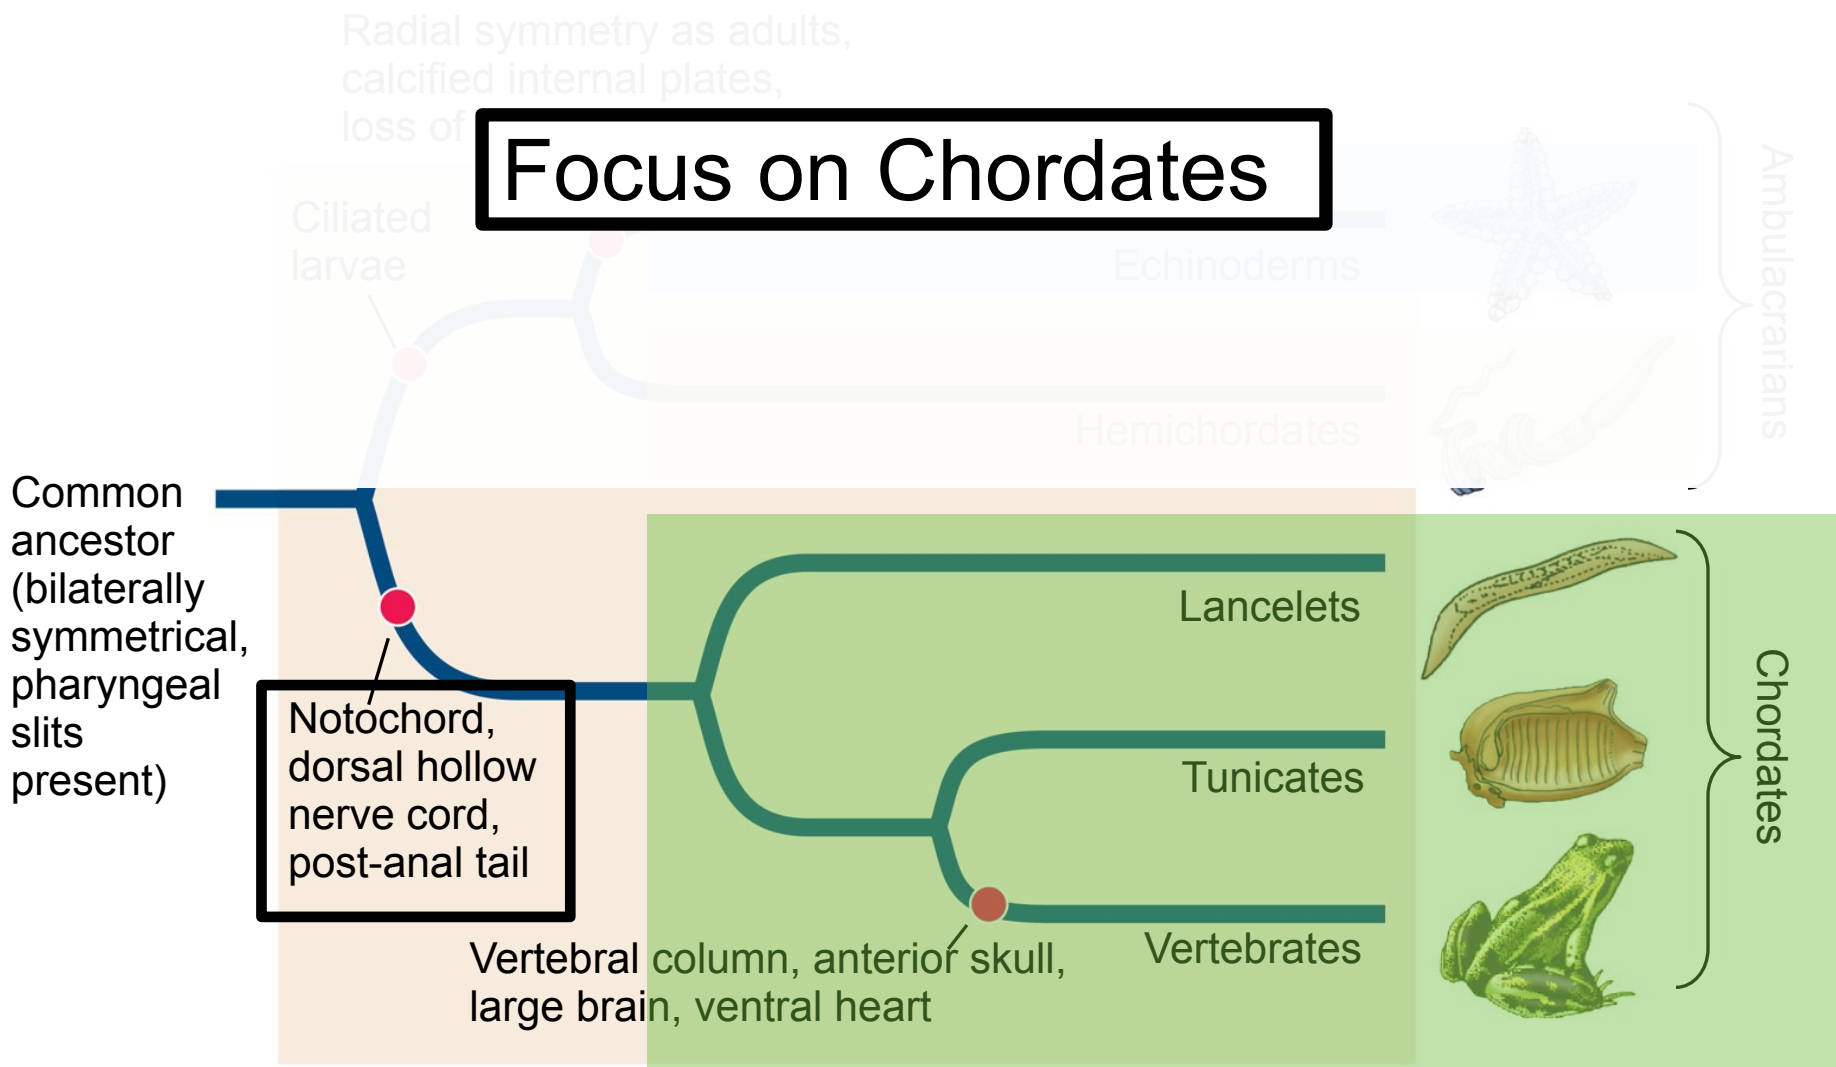 Radial symmetry as adults,
calcified internal plates,
loss of
Focus on Chordates
Ciliated
larvae
Echinoderms
Hemichordates
Ambulacrarians
Common
ancestor
(bilaterally
symmetrical,
pharyngeal
slits
present)
Notochord,
dorsal hollow
nerve cord,
post-anal tail
Lancelets
Tunicates
Vertebrates
Chordates
Vertebral column, anterior skull,
large brain, ventral heart